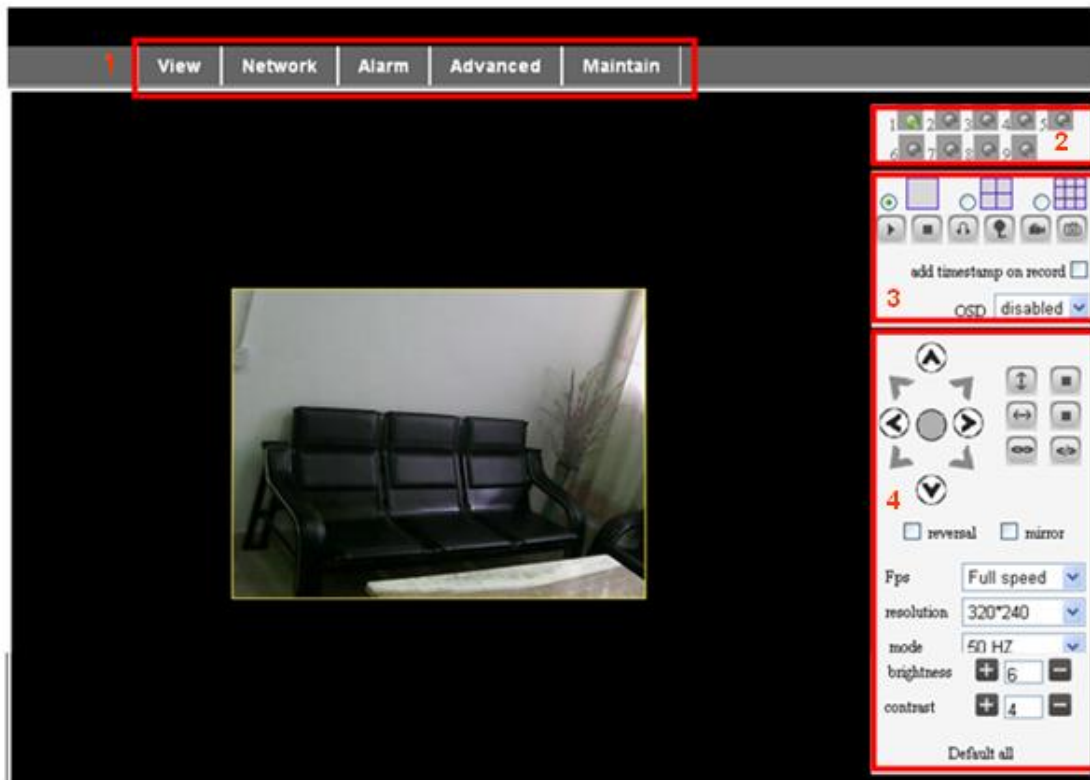 1 View Network Alarm Advanced Maintain
1 2 3 4 5
6 7 8 9
2
add timestamp on record
3
OSD disabled
4
reversal mirror
Fps Full speed
resolution 320*240
mode 50 HZ
brightness 6
contrast 4
Default all